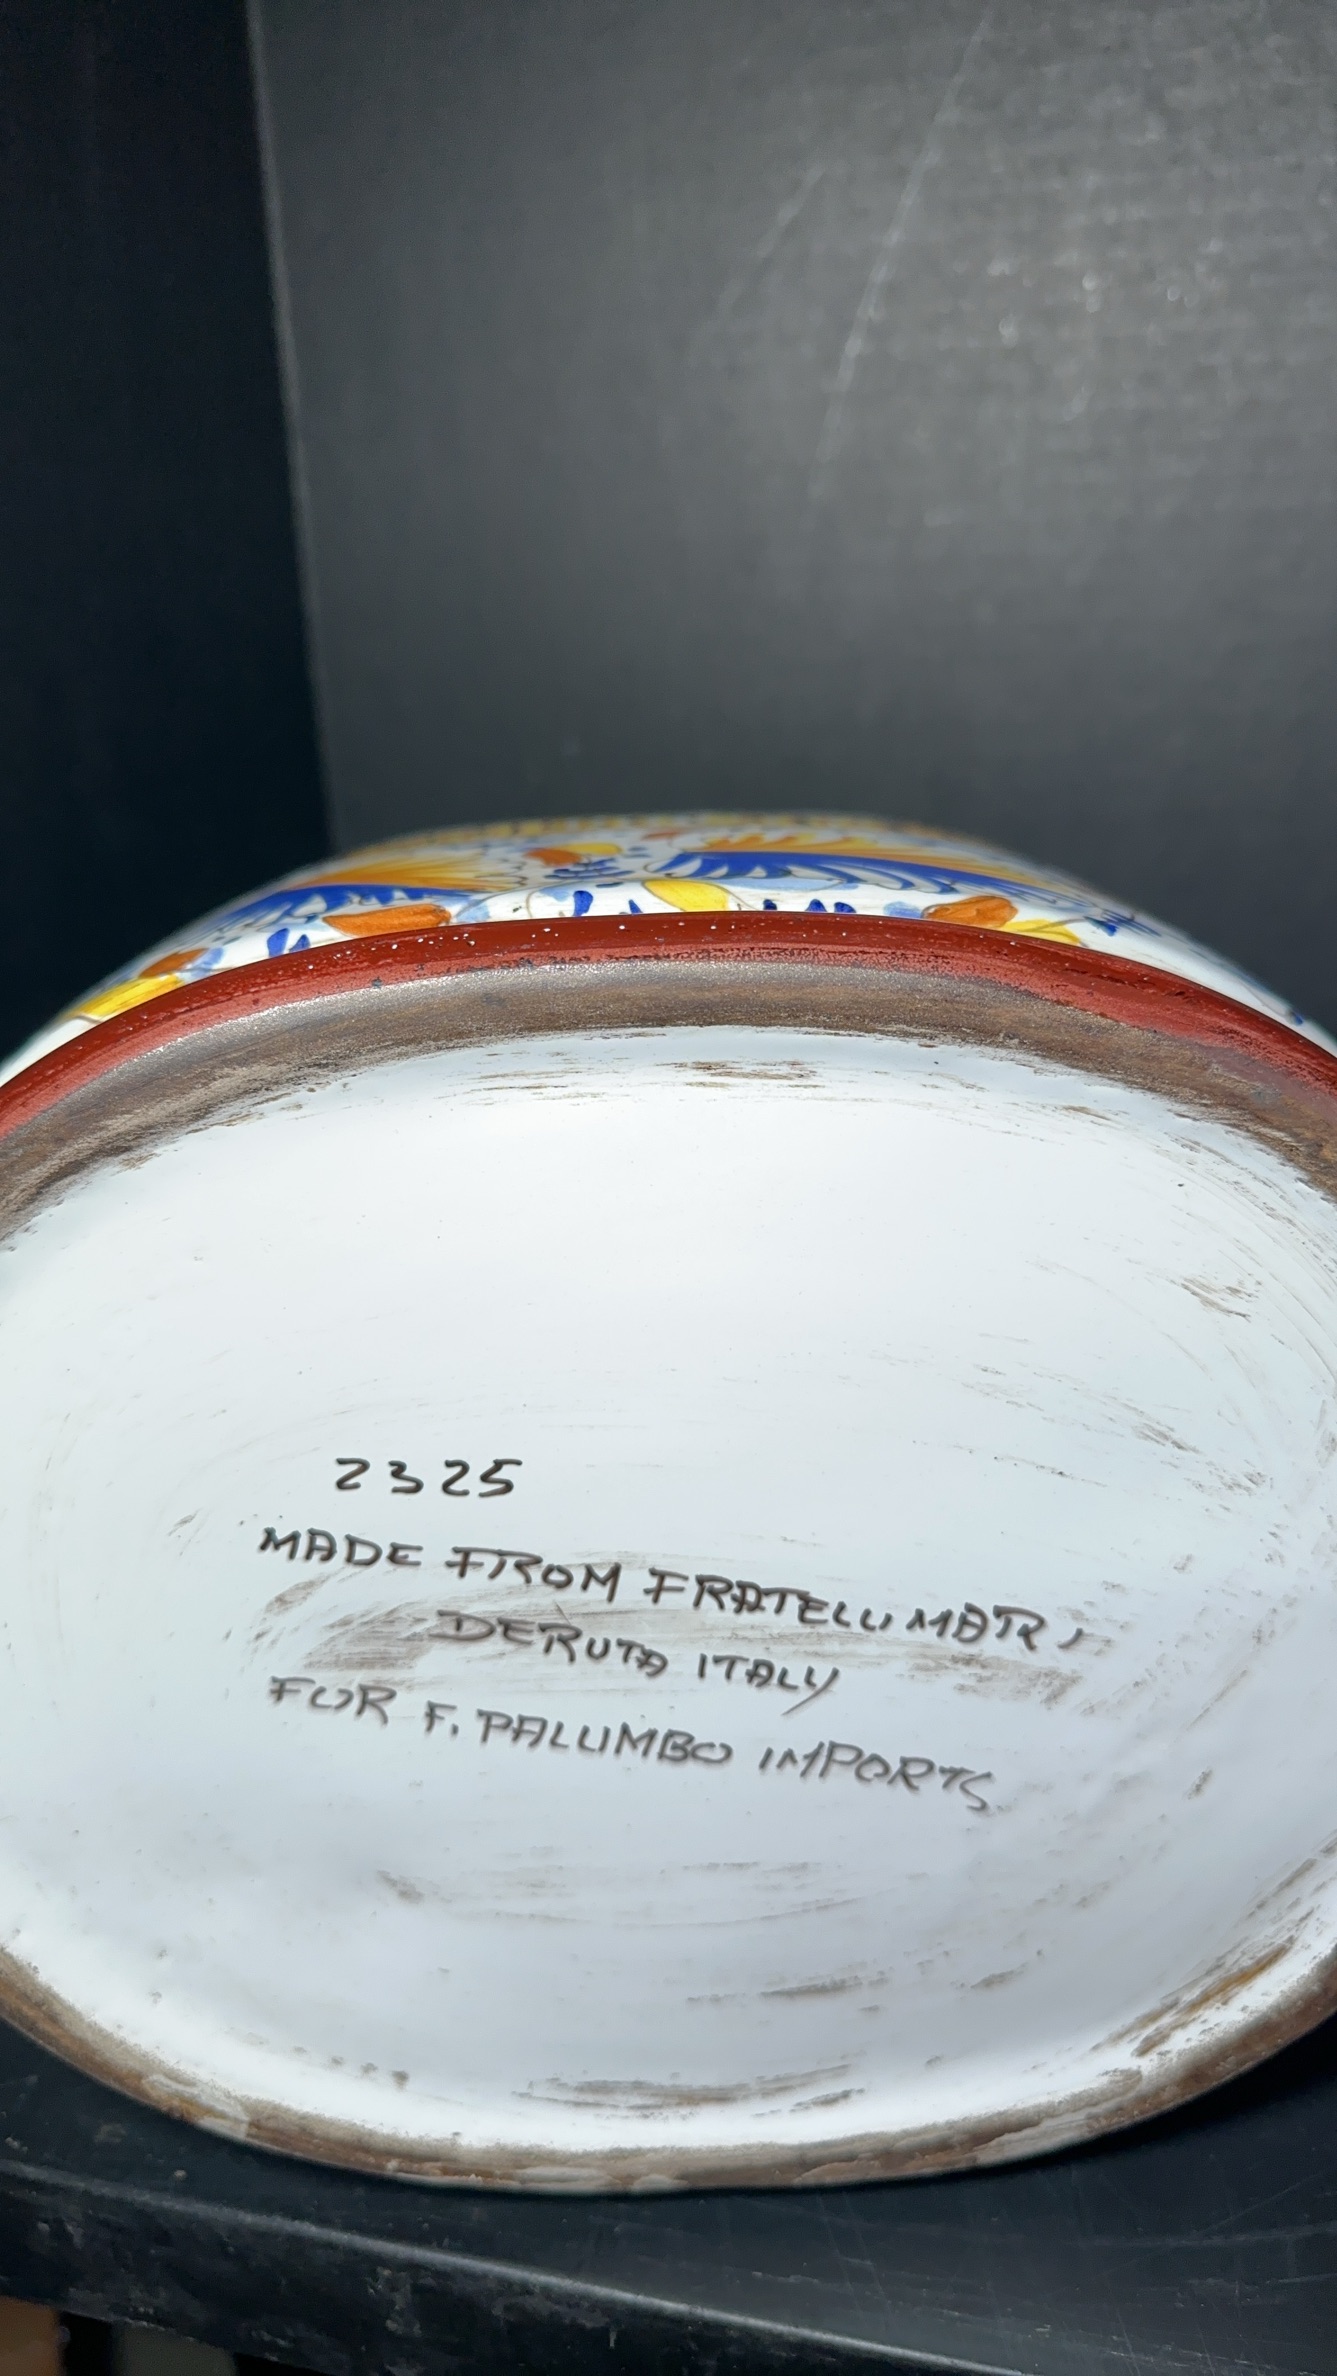 2325
MADE FROM FRATELLI MARI
DERUTA ITALY
FOR F. PALUMBO IMPORTS